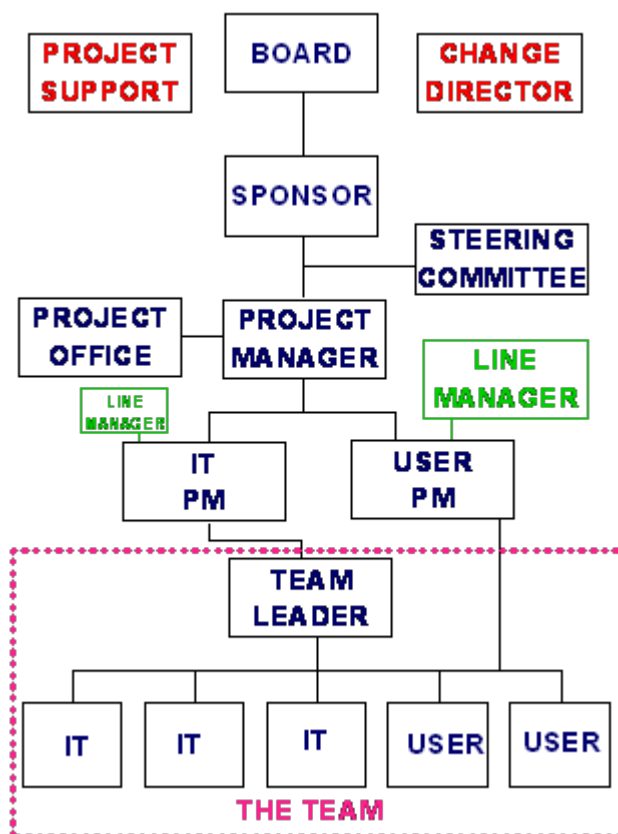 PROJECT
SUPPORT
BOARD
CHANGE
DIRECTOR
SPONSOR
STEERING
COMMITTEE
PROJECT
OFFICE
PROJECT
MANAGER
LINE
MANAGER
LINE
MANAGER
IT
PM
USER
PM
TEAM
LEADER
IT
IT
IT
USER
USER
THE TEAM